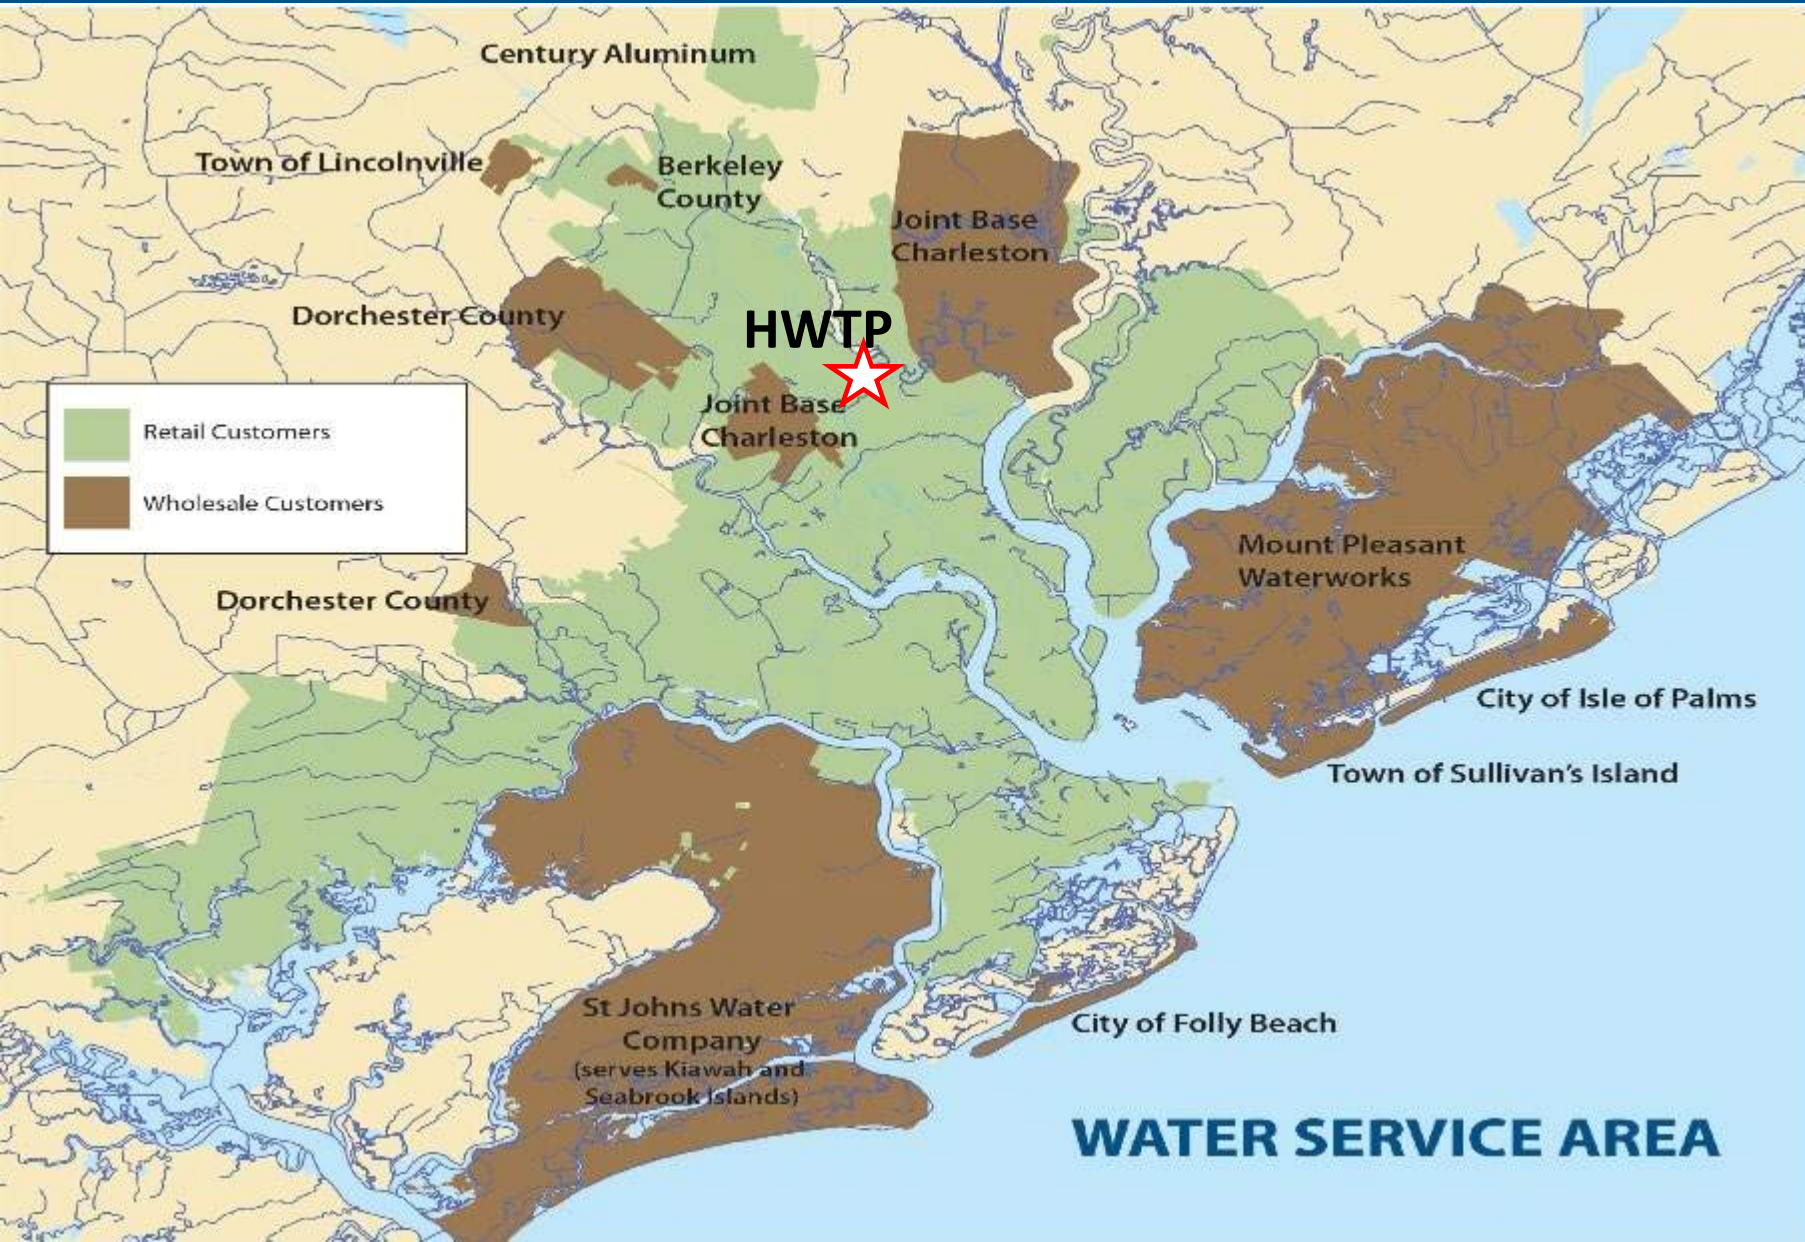 Century Aluminum
Town of Lincolnville
Berkeley
County
Joint Base
Charleston
Dorchester County
HWTP
Joint Base
Charleston
Retail Customers
Wholesale Customers
Mount Pleasant
Waterworks
Dorchester County
City of Isle of Palms
Town of Sullivan's Island
St Johns Water
Company
(serves Kiawah and
Seabrook Islands)
City of Folly Beach
WATER SERVICE AREA